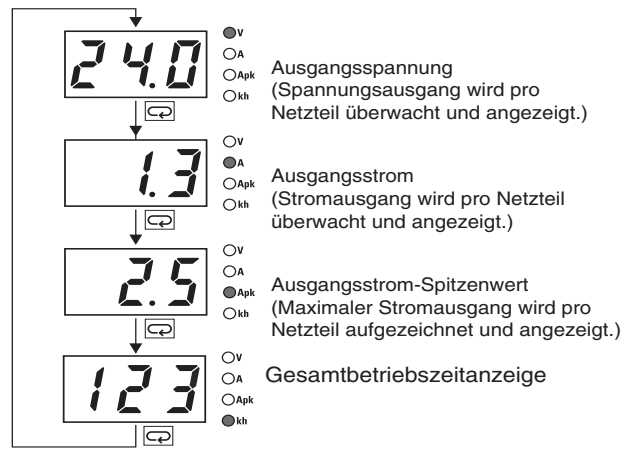 24.0
V
A
Apk
kh
Ausgangsspannung
(Spannungsausgang wird pro
Netzteil überwacht und angezeigt.)
1.3
V
A
Apk
kh
Ausgangsstrom
(Stromausgang wird pro Netzteil
überwacht und angezeigt.)
2.5
V
A
Apk
kh
Ausgangsstrom-Spitzenwert
(Maximaler Stromausgang wird pro
Netzteil aufgezeichnet und angezeigt.)
123
V
A
Apk
kh
Gesamtbetriebszeitanzeige